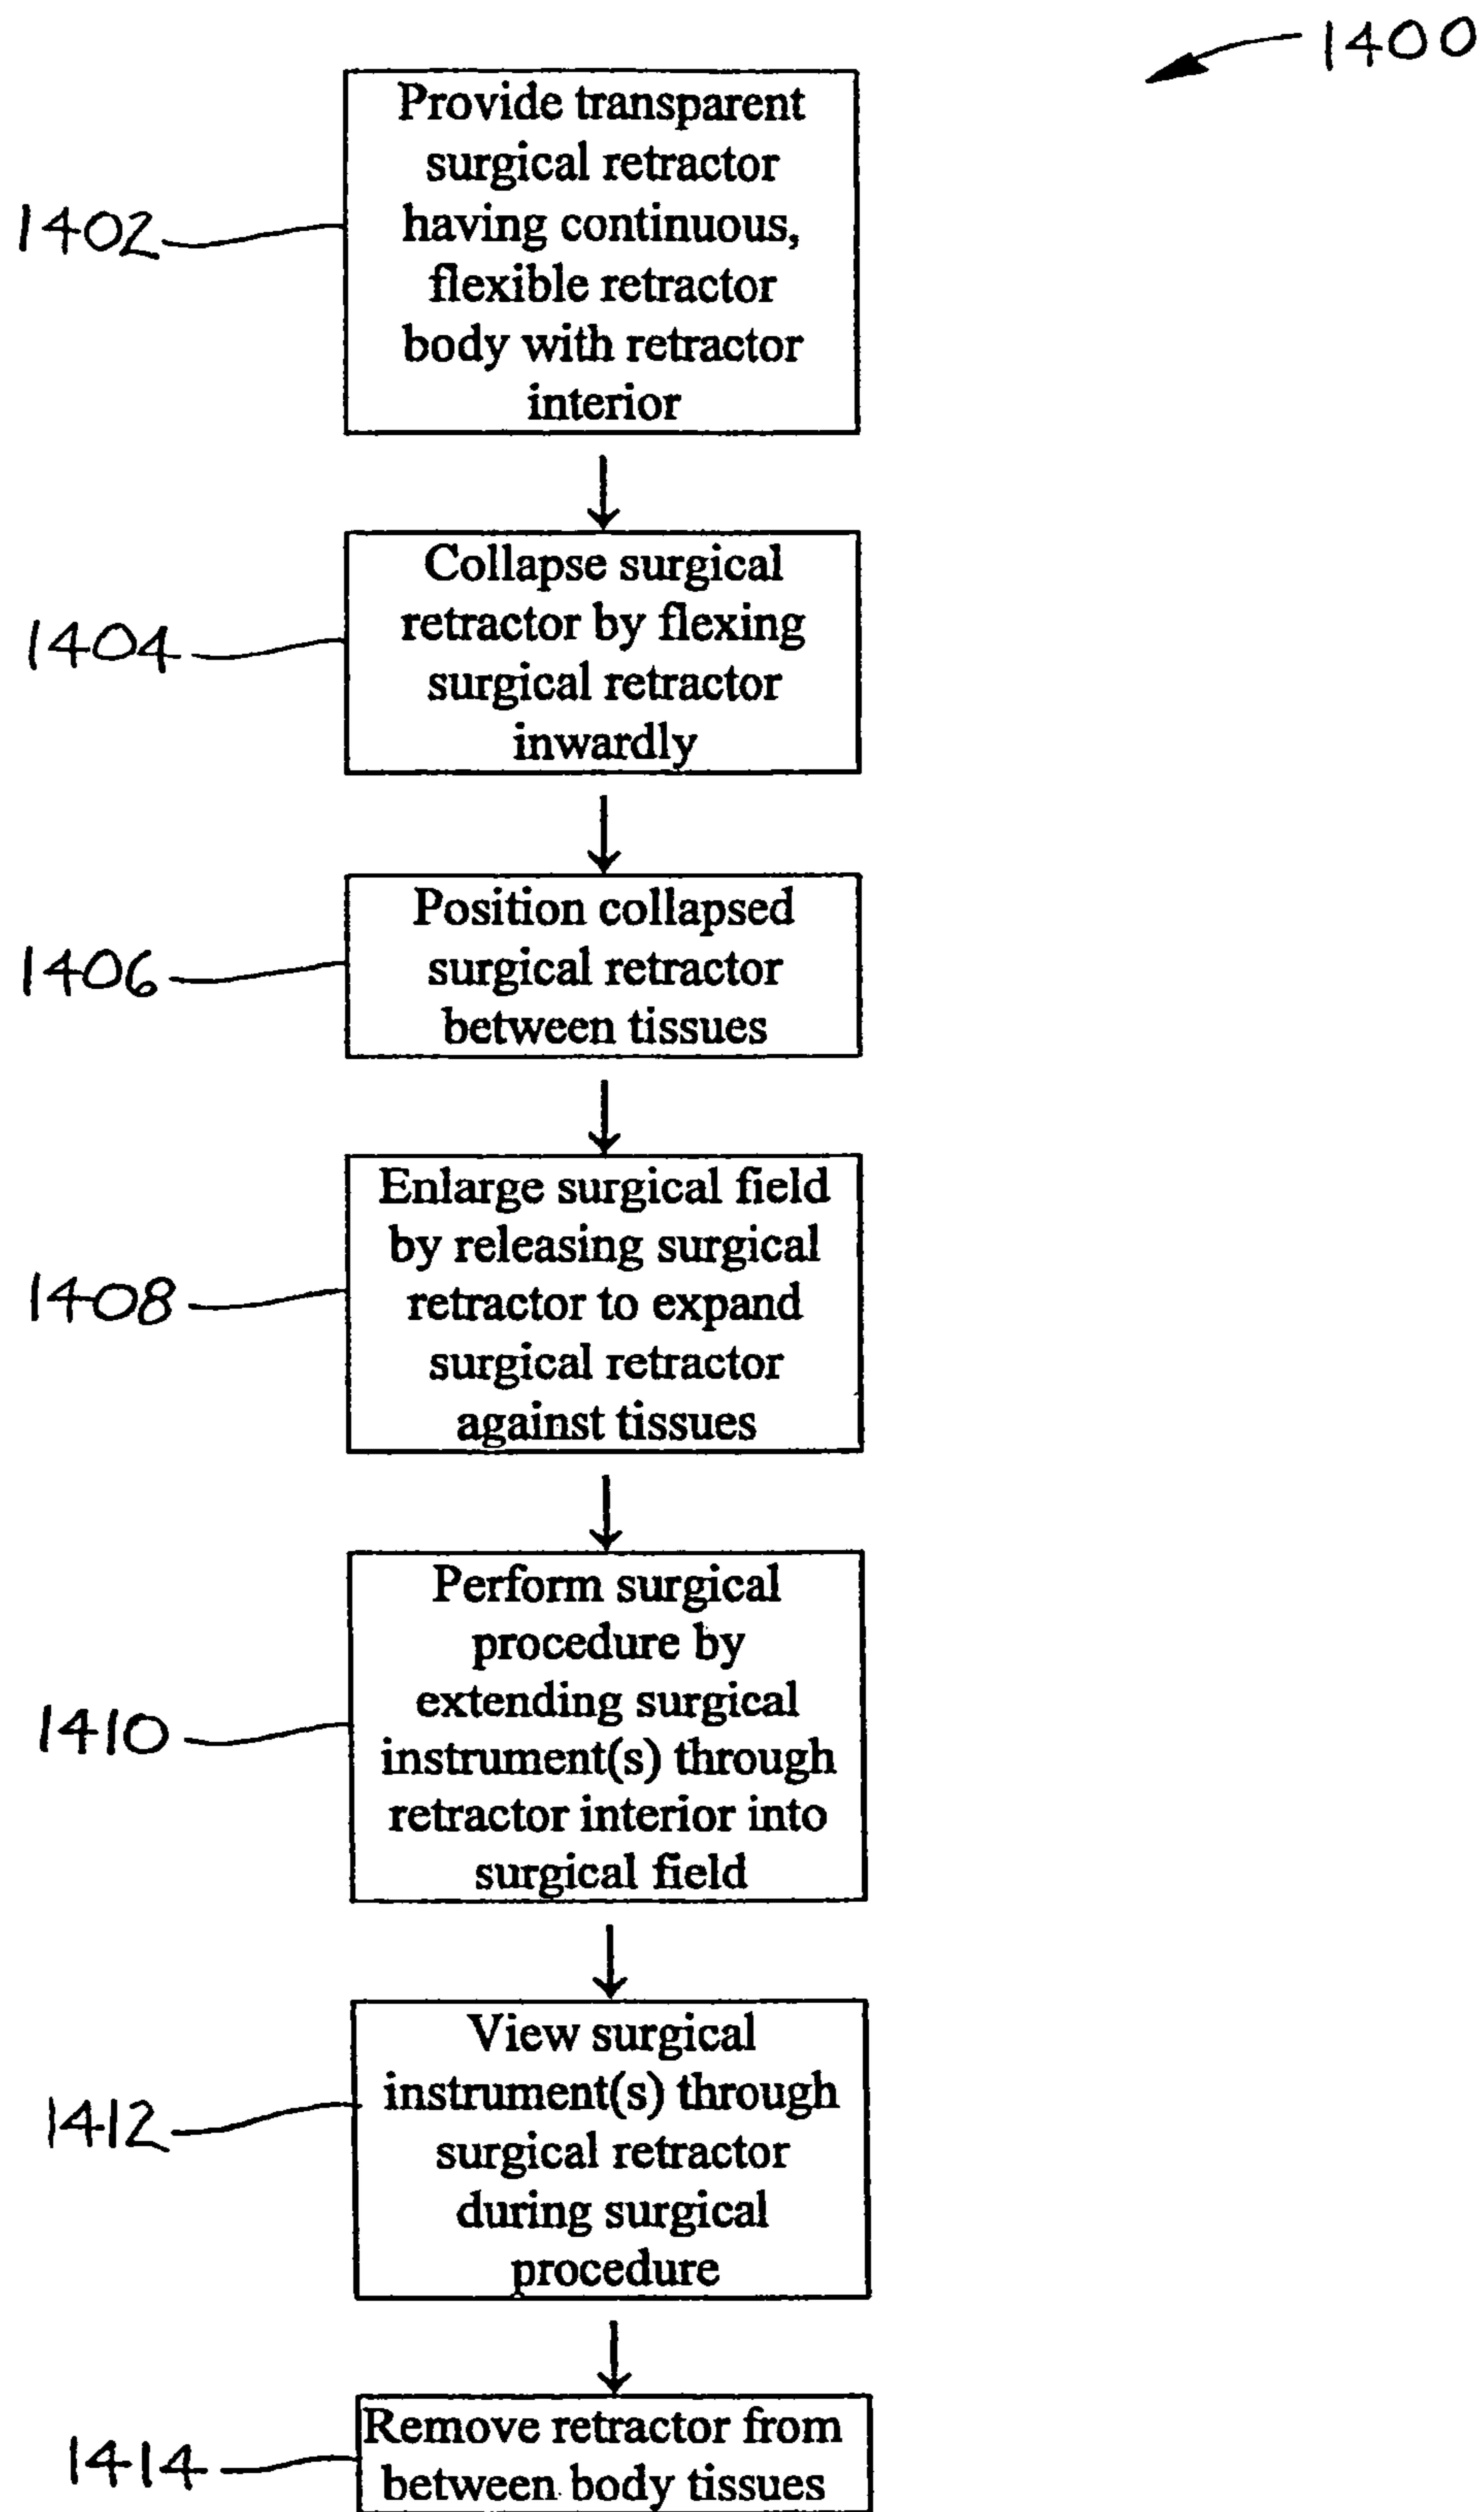 1400
Provide transparent
surgical retractor
having continuous,
flexible retractor
body with retractor
interior
1402
Collapse surgical
retractor by flexing
surgical retractor
inwardly
1404
Position collapsed
surgical retractor
between tissues
1406
Enlarge surgical field
by releasing surgical
retractor to expand
surgical retractor
against tissues
1408
Perform surgical
procedure by
extending surgical
instrument(s) through
retractor interior into
surgical field
1410
View surgical
instrument(s) through
surgical retractor
during surgical
procedure
1412
Remove retractor from
between body tissues
1414